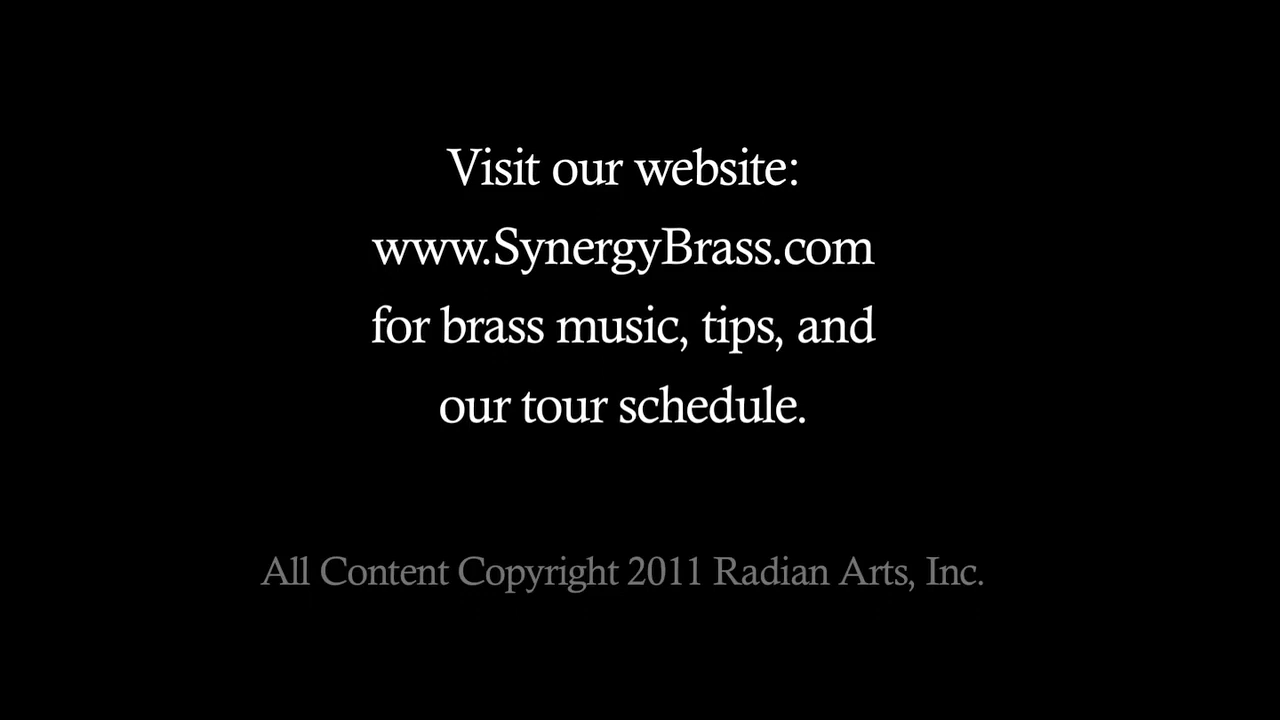 Visit our website:
www.SynergyBrass.com
for brass music, tips, and
our tour schedule.
All Content Copyright 2011 Radian Arts, Inc.